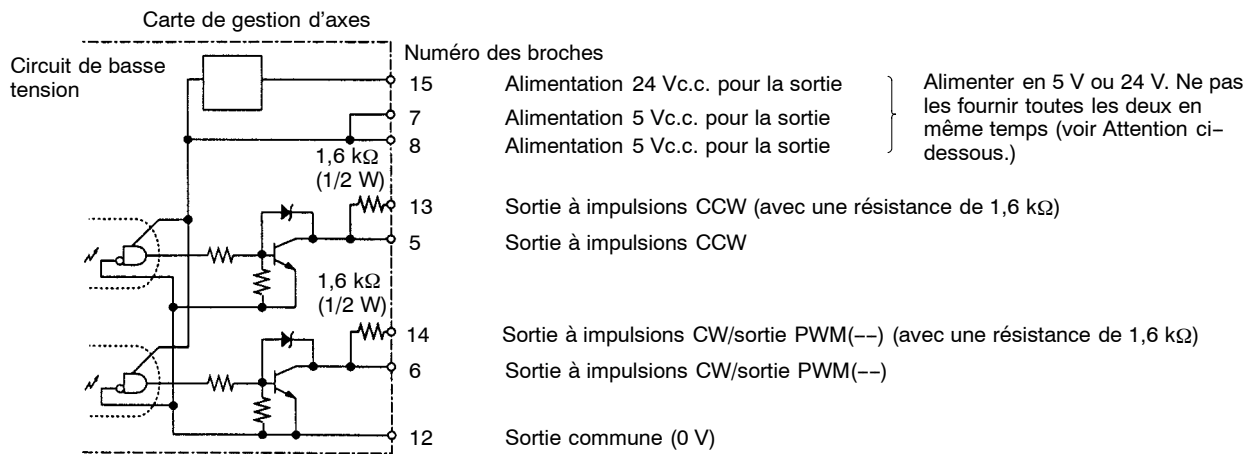 Carte de gestion d'axes
Circuit de basse
tension
Numéro des broches
15 Alimentation 24 Vc.c. pour la sortie
7 Alimentation 5 Vc.c. pour la sortie
8 Alimentation 5 Vc.c. pour la sortie
Alimenter en 5 V ou 24 V. Ne pas
les fournir toutes les deux en
même temps (voir Attention ci-
dessous.)
1,6 kΩ
(1/2 W)
13 Sortie à impulsions CCW (avec une résistance de 1,6 kΩ)
5 Sortie à impulsions CCW
1,6 kΩ
(1/2 W)
14 Sortie à impulsions CW/sortie PWM(--) (avec une résistance de 1,6 kΩ)
6 Sortie à impulsions CW/sortie PWM(--)
12 Sortie commune (0 V)